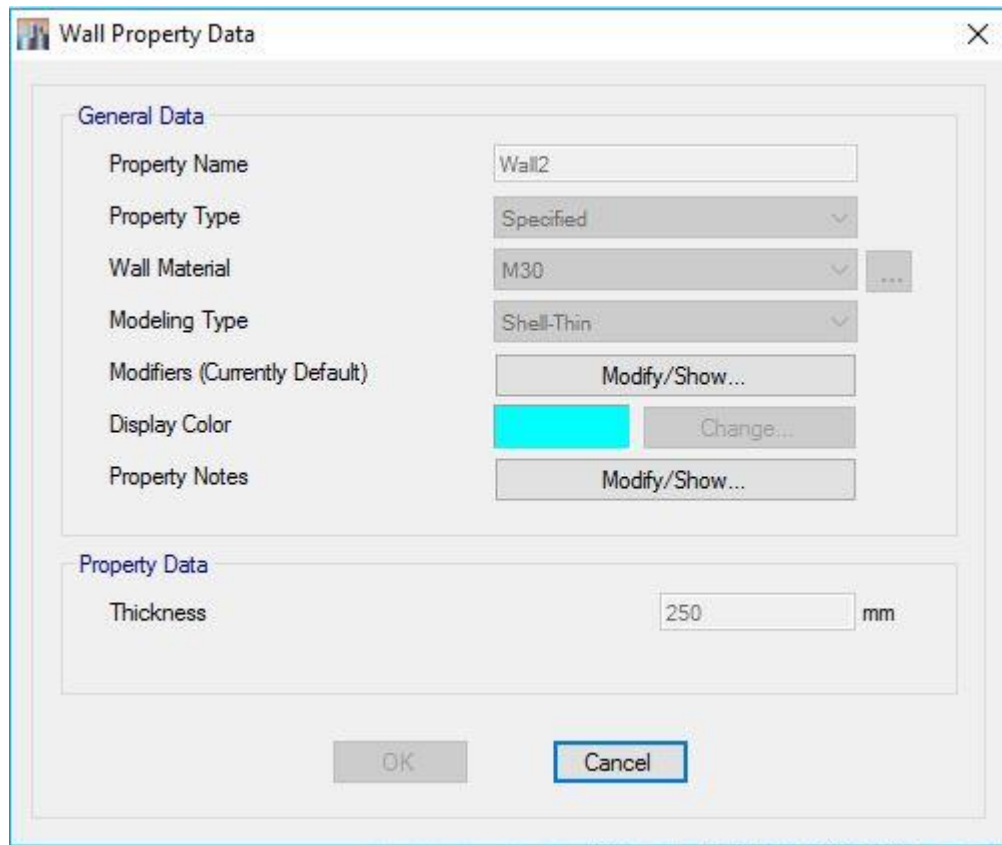 Wall Property Data
General Data
Property Name Wall2
Property Type Specified
Wall Material M30 ...
Modeling Type Shell-Thin
Modifiers (Currently Default) Modify/Show...
Display Color Change...
Property Notes Modify/Show...
Property Data
Thickness 250 mm
OK Cancel